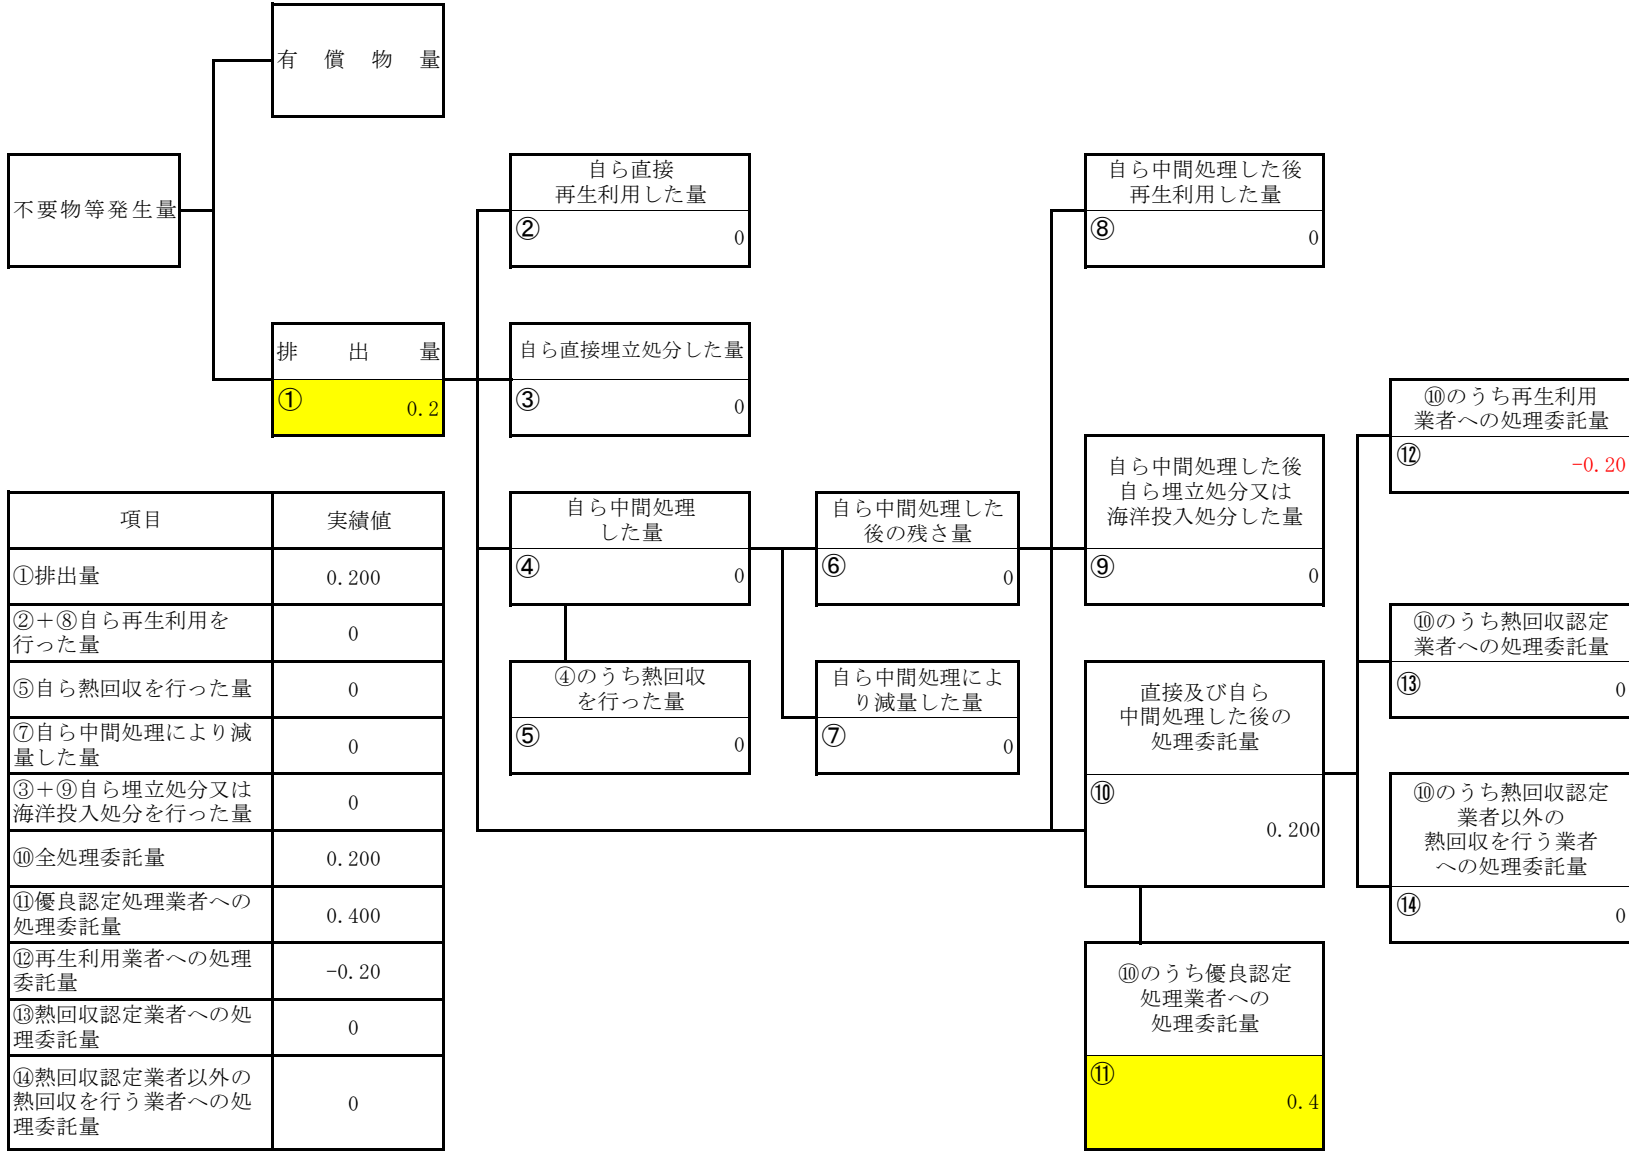 有償物量
不要物等発生量
排出量
①
0.2
自ら直接
再生利用した量
②
0
自ら直接埋立処分した量
③
0
自ら中間処理
した量
④
0
④のうち熱回収
を行った量
⑤
0
自ら中間処理した
後の残さ量
⑥
0
自ら中間処理によ
り減量した量
⑦
0
自ら中間処理した後
再生利用した量
⑧
0
自ら中間処理した後
自ら埋立処分又は
海洋投入処分した量
⑨
0
直接及び自ら
中間処理した後の
処理委託量
⑩
0.200
⑩のうち優良認定
処理業者への
処理委託量
⑪
0.4
⑩のうち再生利用
業者への処理委託量
⑫
-0.20
⑩のうち熱回収認定
業者への処理委託量
⑬
0
⑩のうち熱回収認定
業者以外の
熱回収を行う業者
への処理委託量
⑭
0
項目 実績値
①排出量 0.200
②+⑧自ら再生利用を
行った量
0
⑤自ら熱回収を行った量 0
⑦自ら中間処理により減
量した量
0
③+⑨自ら埋立処分又は
海洋投入処分を行った量
0
⑩全処理委託量 0.200
⑪優良認定処理業者への
処理委託量
0.400
⑫再生利用業者への処理
委託量
-0.20
⑬熱回収認定業者への処
理委託量
0
⑭熱回収認定業者以外の
熱回収を行う業者への処
理委託量
0